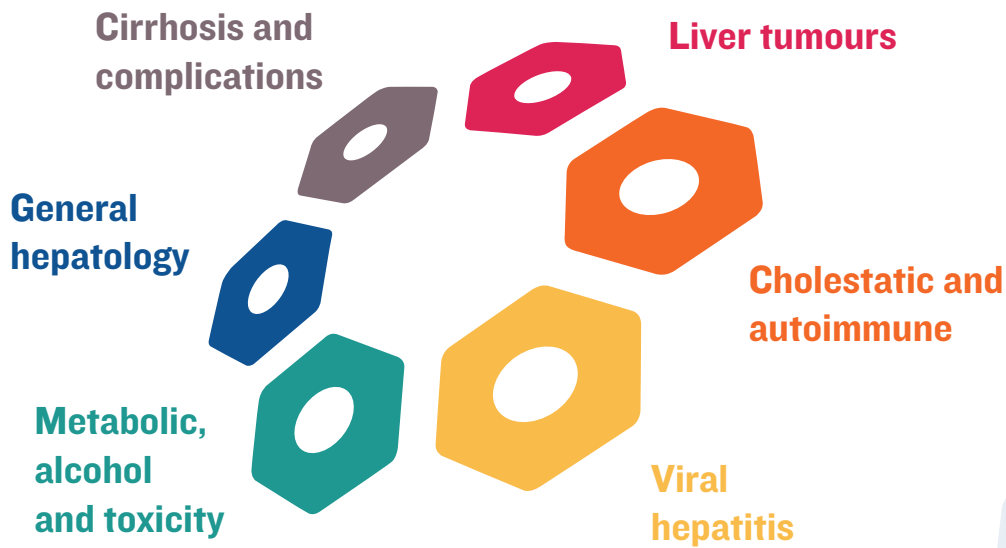 Cirrhosis and
complications
Liver tumours
General
hepatology
Cholestatic and
autoimmune
Metabolic,
alcohol
and toxicity
Viral
hepatitis